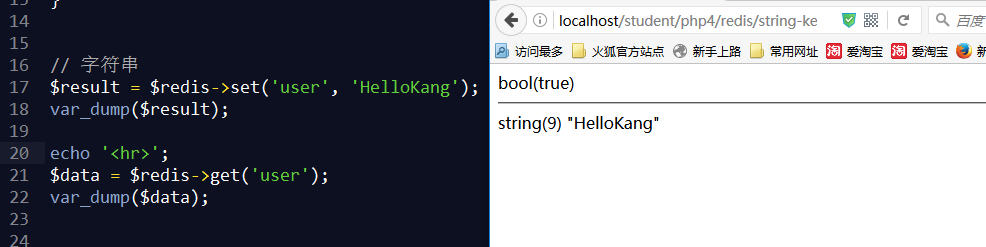 13 }
14
15
16 // 字符串
17 $result = $redis->set('user', 'HelloKang');
18 var_dump($result);
19
20 echo '<hr>';
21 $data = $redis->get('user');
22 var_dump($data);
23
24
localhost/student/php4/redis/string-ke
百度
访问最多 火狐官方站点 新手上路 常用网址 淘 爱淘宝 淘 爱淘宝 新
bool(true)
string(9) "HelloKang"